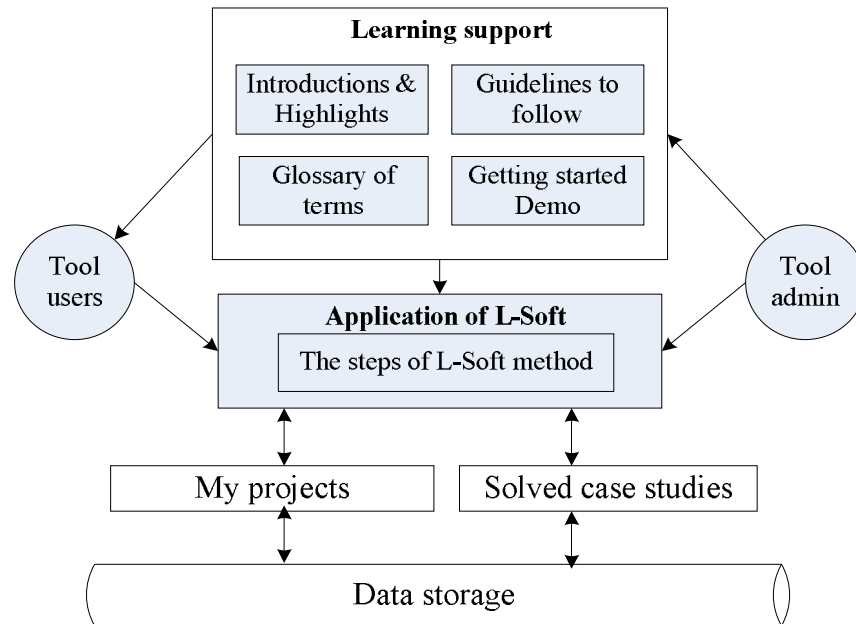 Learning support
Introductions &
Highlights
Guidelines to
follow
Glossary of
terms
Getting started
Demo
Tool
users
Tool
admin
Application of L-Soft
The steps of L-Soft method
My projects
Solved case studies
Data storage